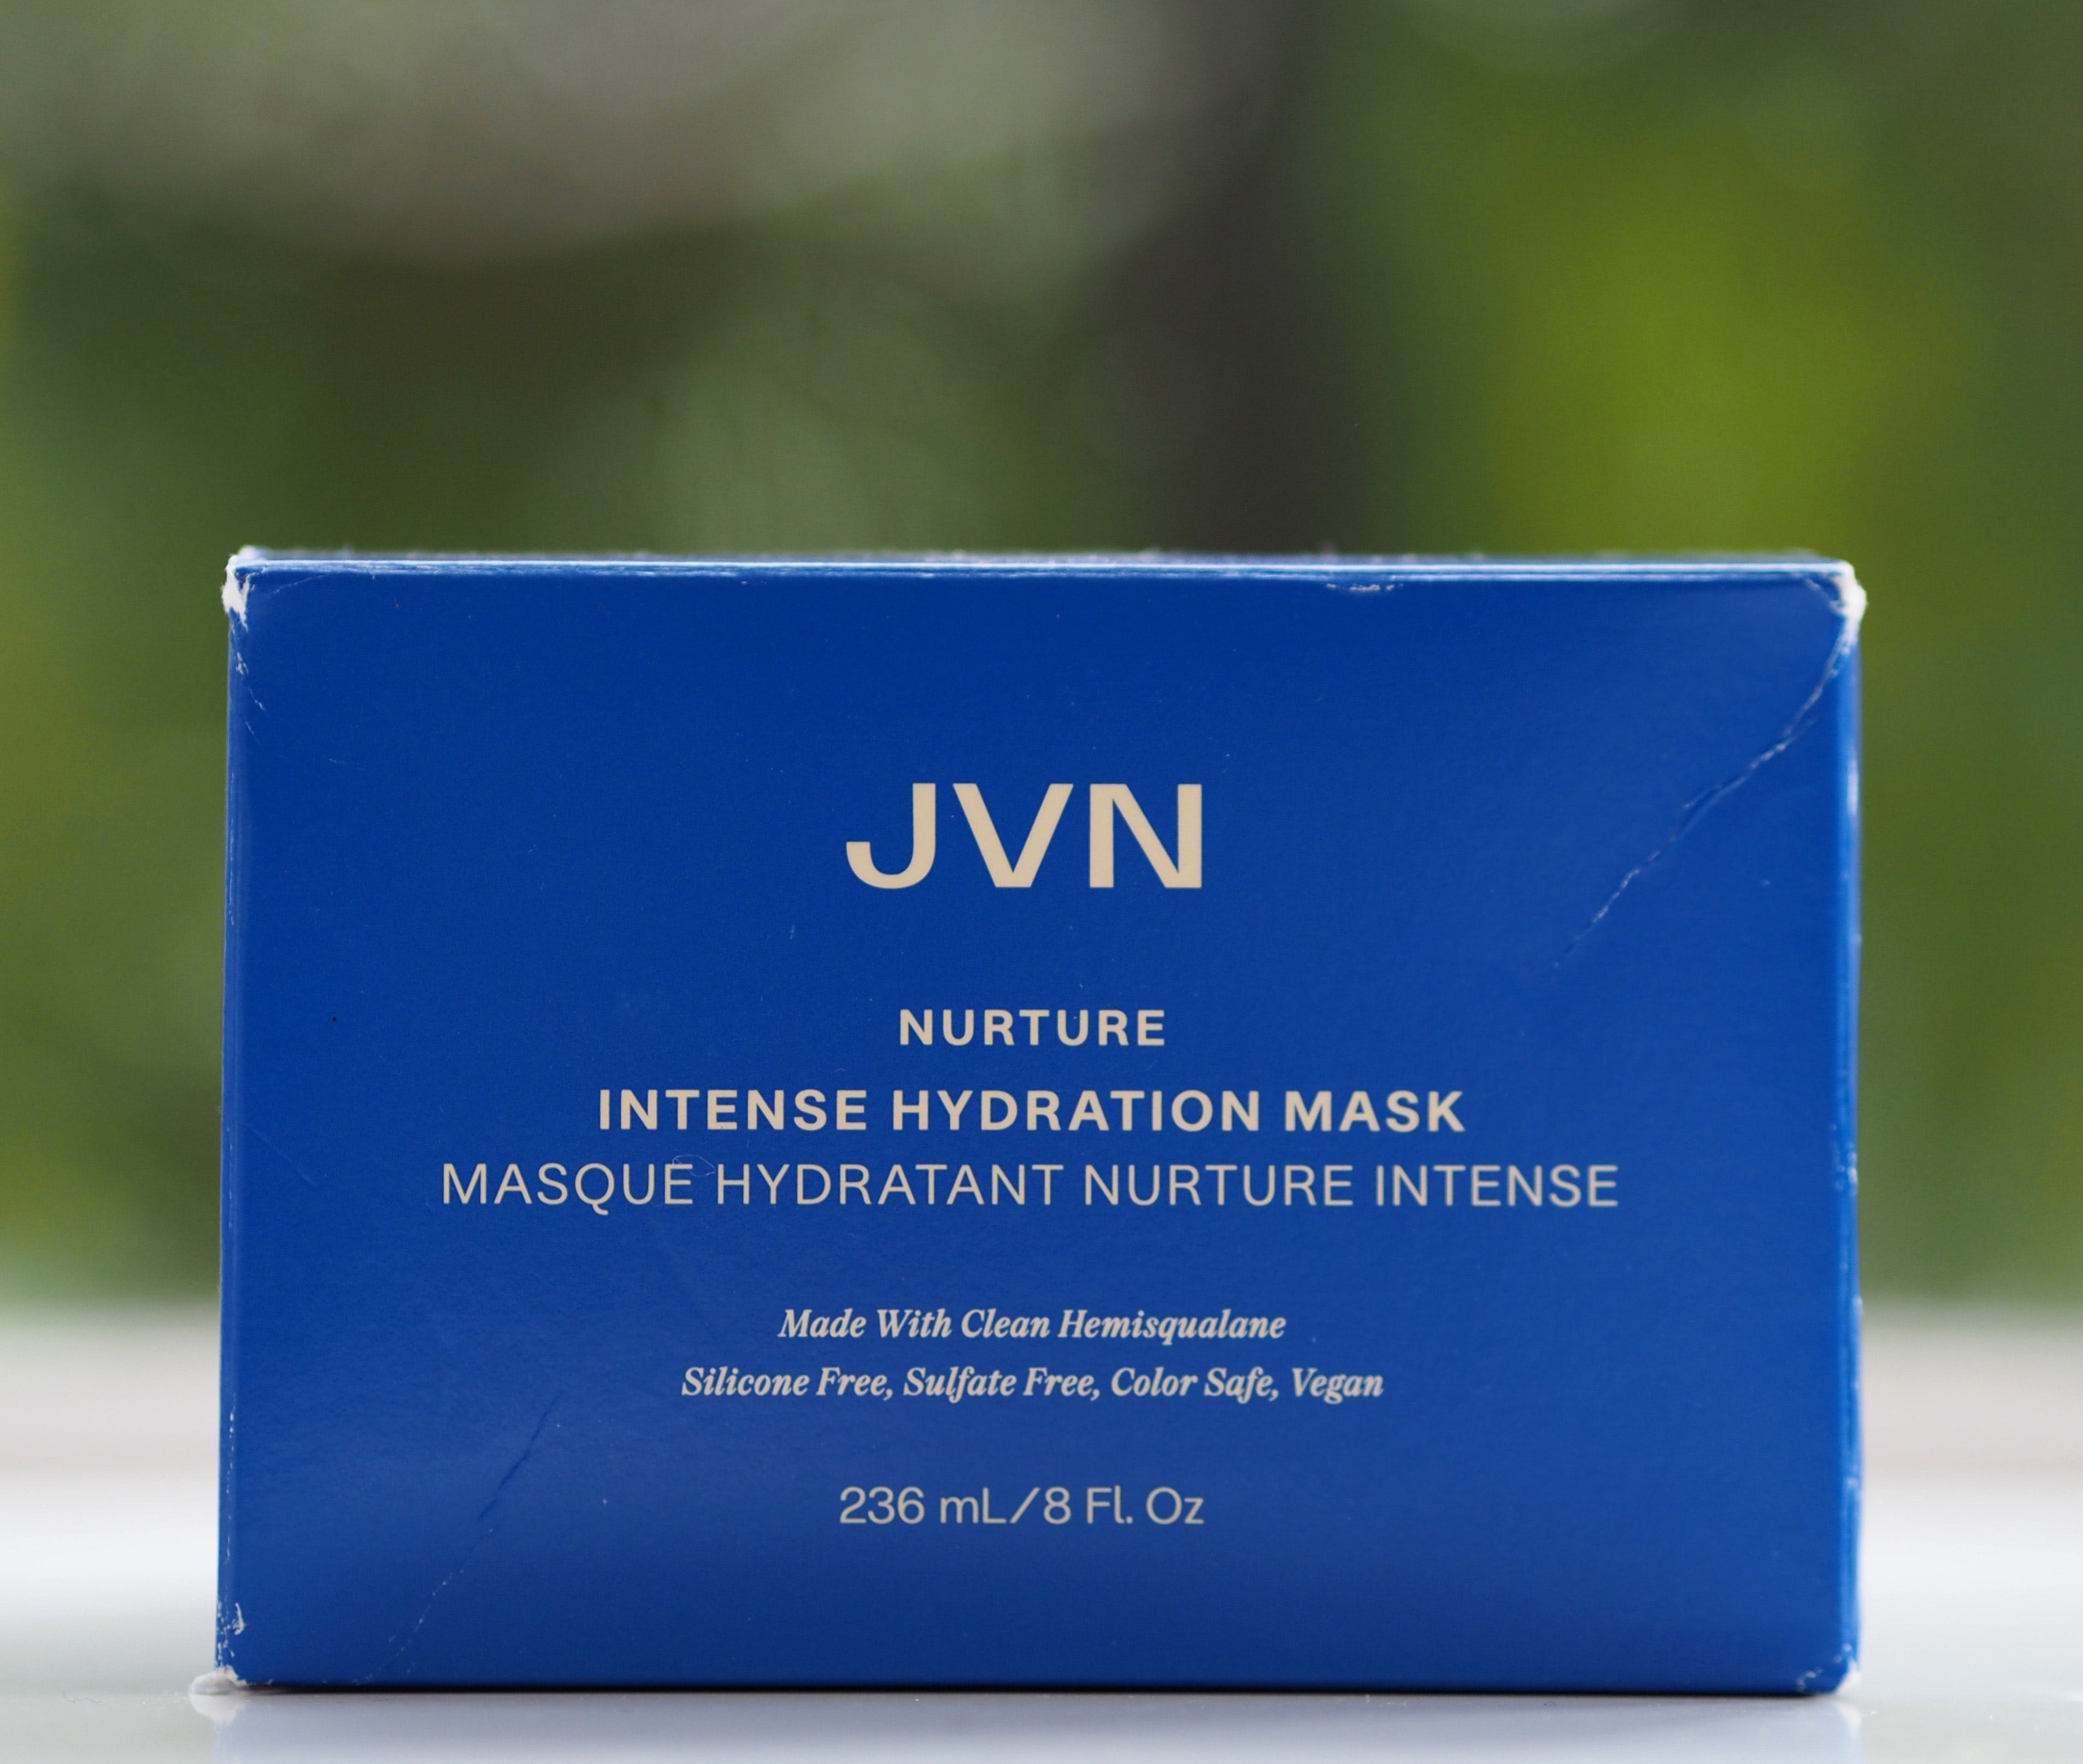 JVN
NURTURE
INTENSE HYDRATION MASK
MASQUE HYDRATANT NURTURE INTENSE
Made With Clean Hemisqualane
Silicone Free, Sulfate Free, Color Safe, Vegan
236 mL/8 Fl. Oz